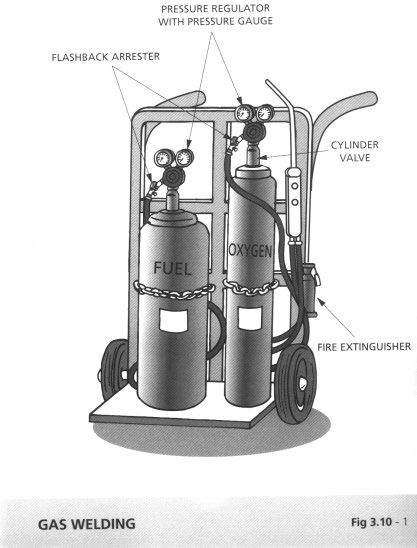 PRESSURE REGULATOR
WITH PRESSURE GAUGE
FLASHBACK ARRESTER
CYLINDER
VALVE
FUEL
OXYGEN
FIRE EXTINGUISHER
GAS WELDING
Fig 3.10 - 1